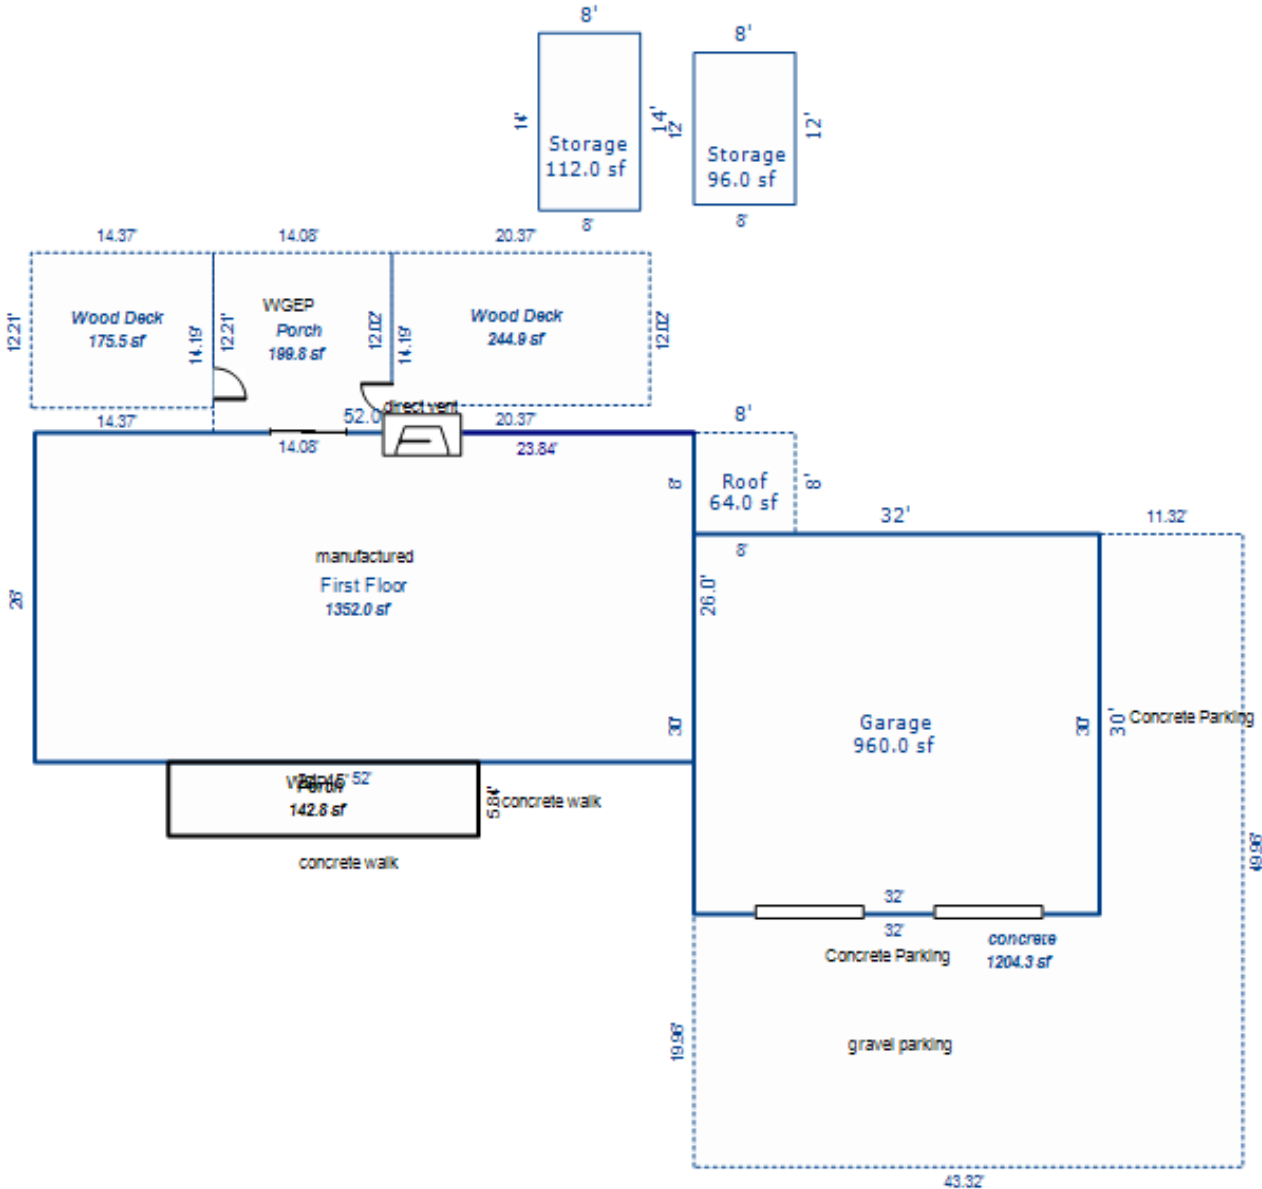 8'
8'
14'
14'
12'
12'
Storage
112.0 sf
Storage
96.0 sf
8'
8'
14.37'
14.08'
20.37'
12.21'
Wood Deck
175.5 sf
14.19'
12.21'
WGEP
Porch
199.8 sf
12.02'
14.19'
Wood Deck
244.9 sf
12.02'
14.37'
52.0
direct vent
20.37'
8'
14.08'
23.84'
8'
Roof
64.0 sf
8'
32'
11.32'
8'
26'
manufactured
First Floor
1352.0 sf
26.0'
30'
Garage
960.0 sf
30'
30'
Concrete Parking
52'
Porch
142.8 sf
5.84'
concrete walk
concrete walk
49.96'
32'
32'
Concrete Parking
concrete
1204.3 sf
19.96'
gravel parking
43.32'